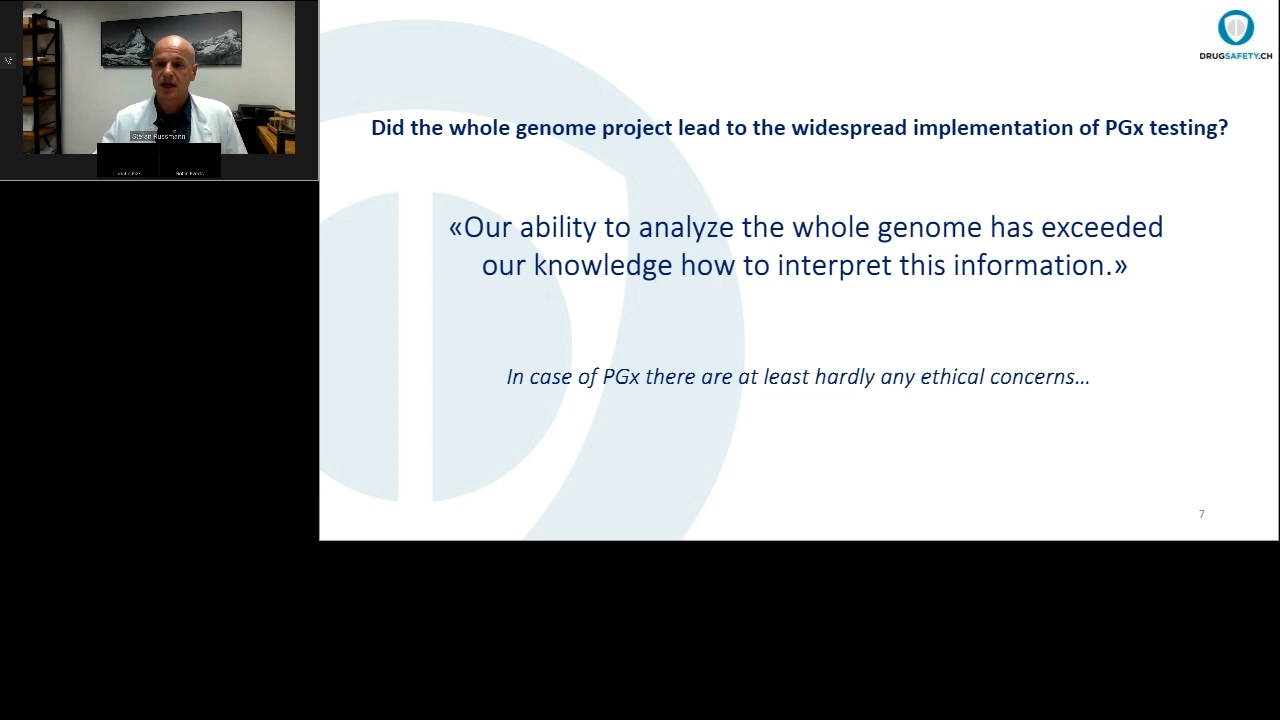 Stefan Russmann
DRUGSAFETY.CH
Did the whole genome project lead to the widespread implementation of PGx testing?
«Our ability to analyze the whole genome has exceeded
our knowledge how to interpret this information.»
In case of PGx there are at least hardly any ethical concerns...
7